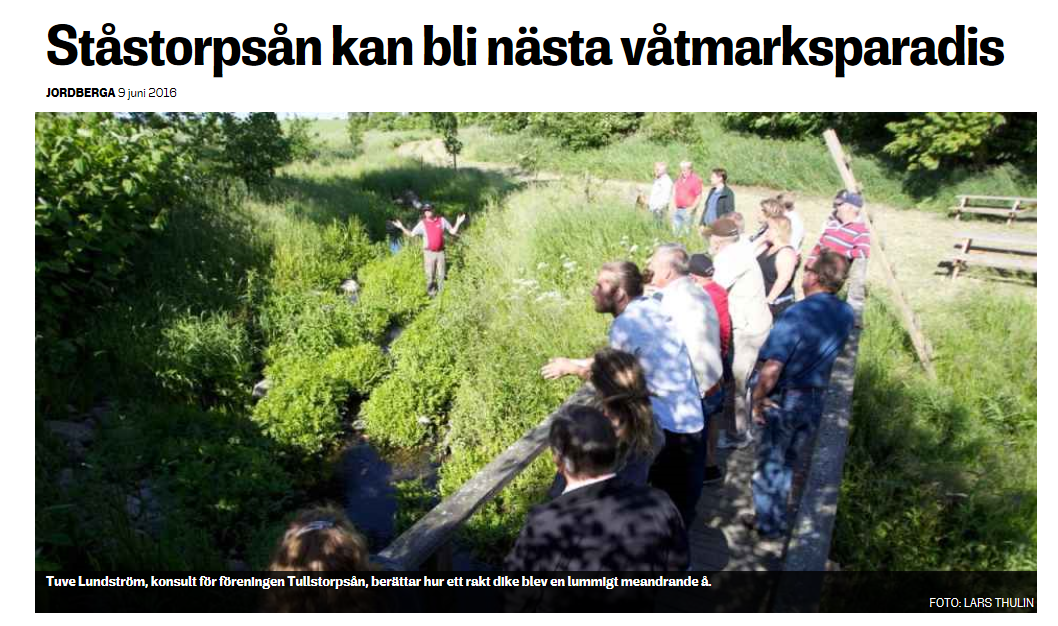 Ståstorpsån kan bli nästa våtmarksparadis
JORDBERGA 9 juni 2016
Tuve Lundström, konsult för föreningen Tullstorpsån, berättar hur ett rakt dike blev en lummigt meandrande å.
FOTO: LARS THULIN